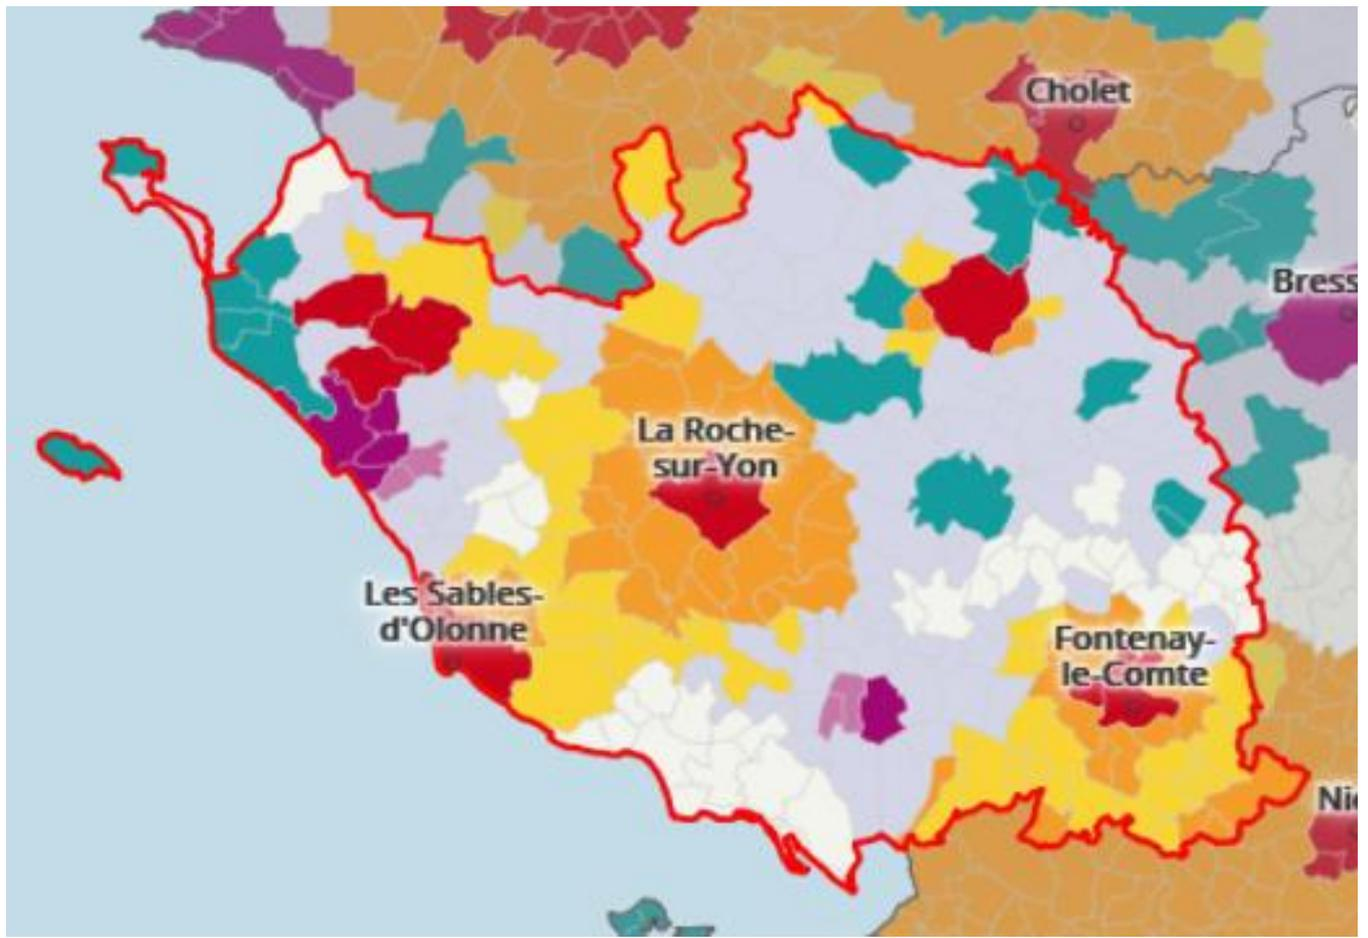 Cholet
Bress
La Roche-
sur-Yon
Les Sables-
d'Olonne
Fontenay-
le-Comte
Ni